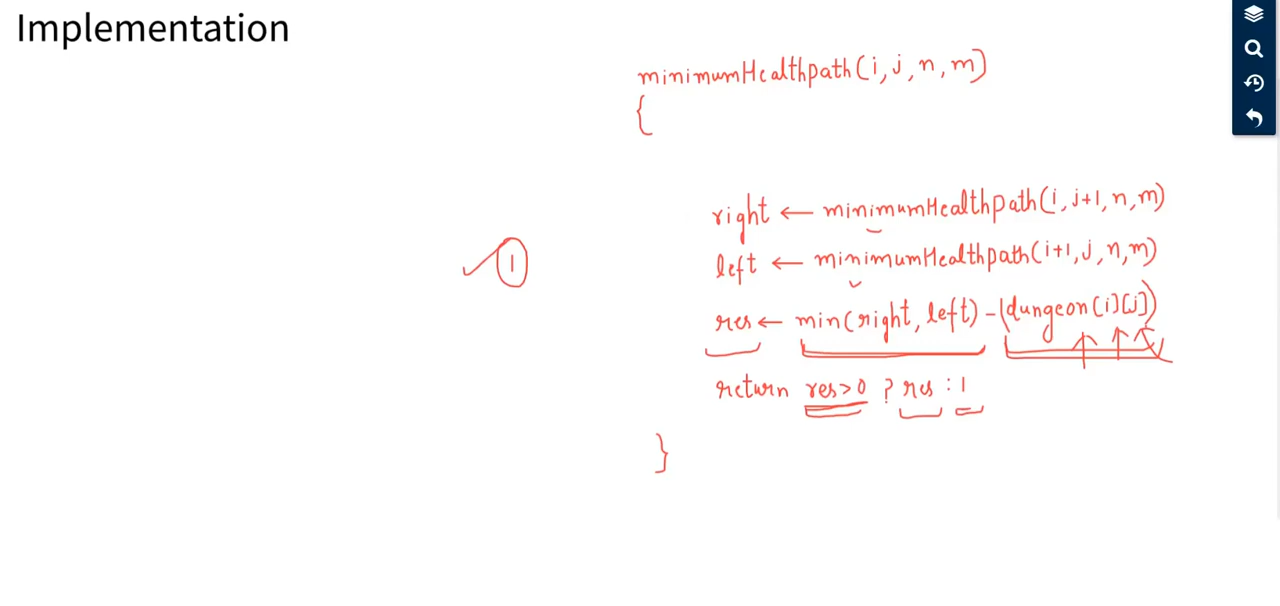 Implementation
minimumHealthpath(i, j, n, m)
{
right ← minimumHealthpath(i, j+1, n, m)
left ← minimumHealthpath(i+1, j, n, m)
1
res ← min(right, left) - (dungeon[i][j])
return res>0 ? res : 1
}